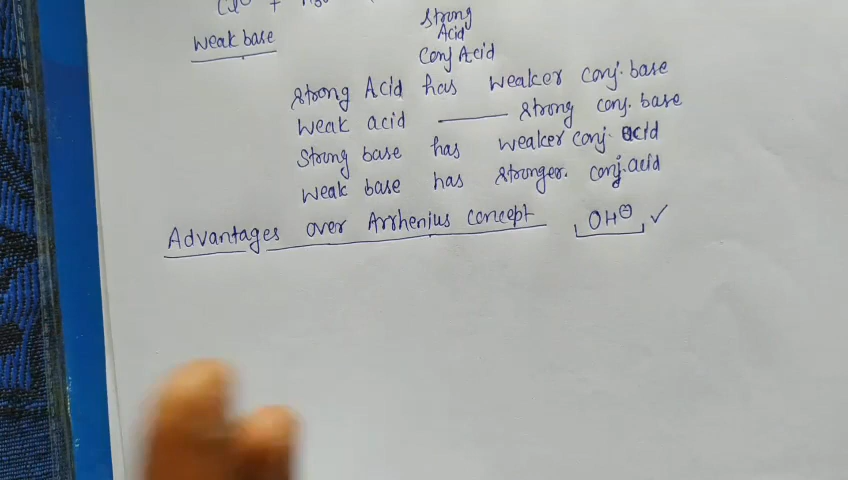 +
Strong
Acid
weak base
Conj Acid
Strong Acid has weaker conj. base
Weak acid —— strong conj. base
Strong base has weaker conj. acid
Weak base has stronger. conj. acid
Advantages over Arrhenius concept OH⊖ ✓